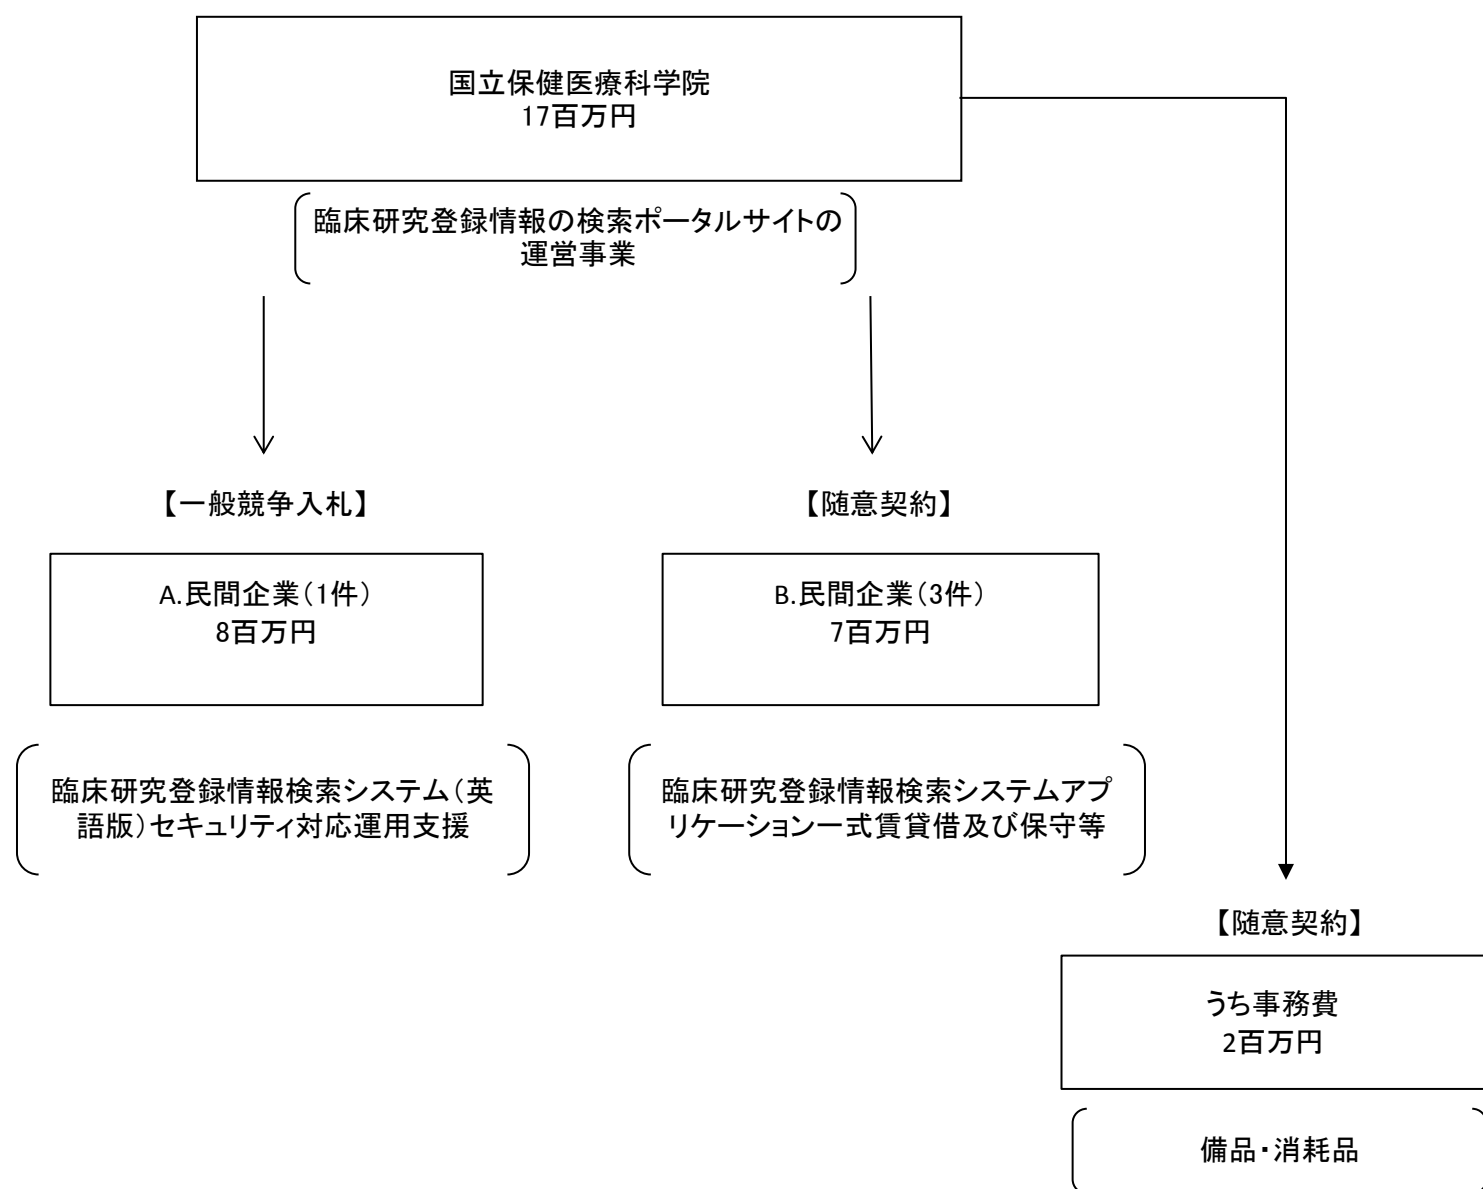 国立保健医療科学院
17百万円
臨床研究登録情報の検索ポータルサイトの
運営事業
【一般競争入札】
【随意契約】
A.民間企業(1件)
8百万円
B.民間企業(3件)
7百万円
臨床研究登録情報検索システム(英
語版)セキュリティ対応運用支援
臨床研究登録情報検索システムアプ
リケーション一式賃貸借及び保守等
【随意契約】
うち事務費
2百万円
備品・消耗品